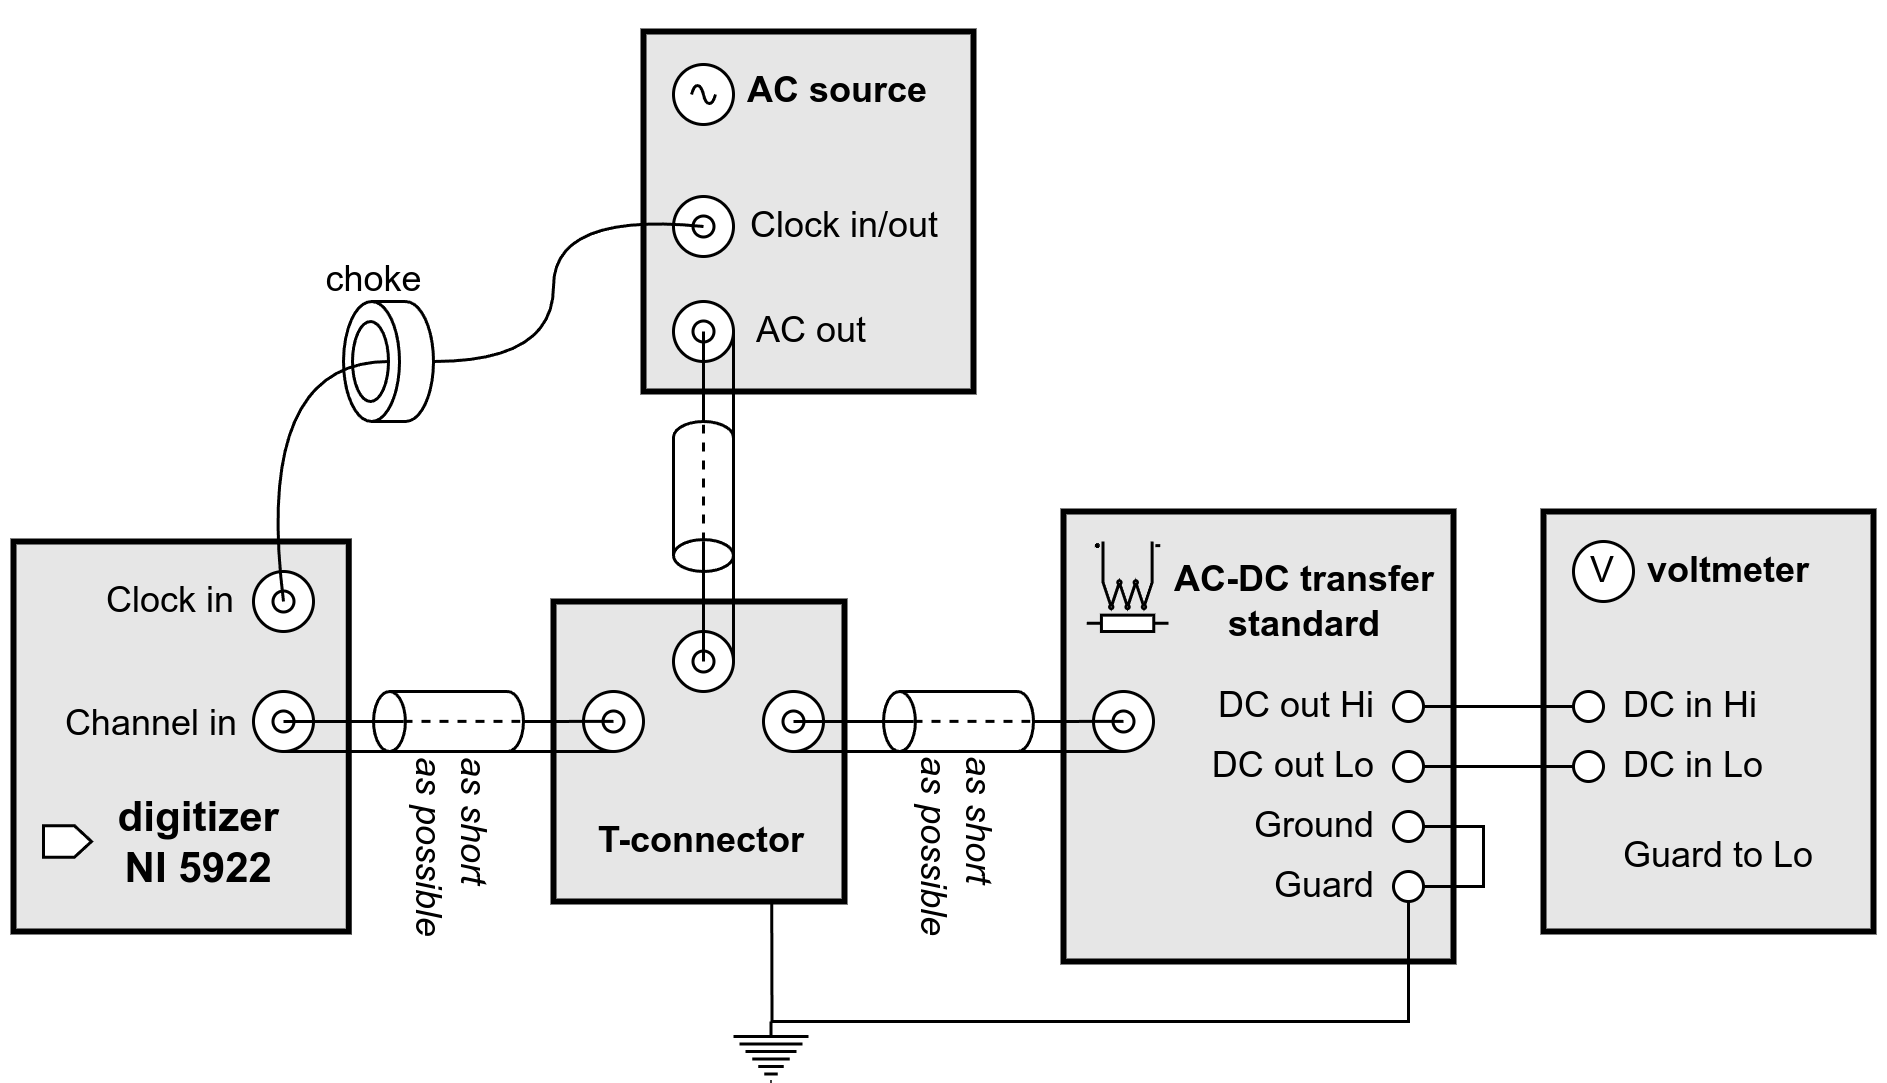 AC source
Clock in/out
AC out
choke
Clock in
Channel in
digitizer
NI 5922
as short
as possible
T-connector
as short
as possible
AC-DC transfer
standard
DC out Hi
DC out Lo
Ground
Guard
V
voltmeter
DC in Hi
DC in Lo
Guard to Lo